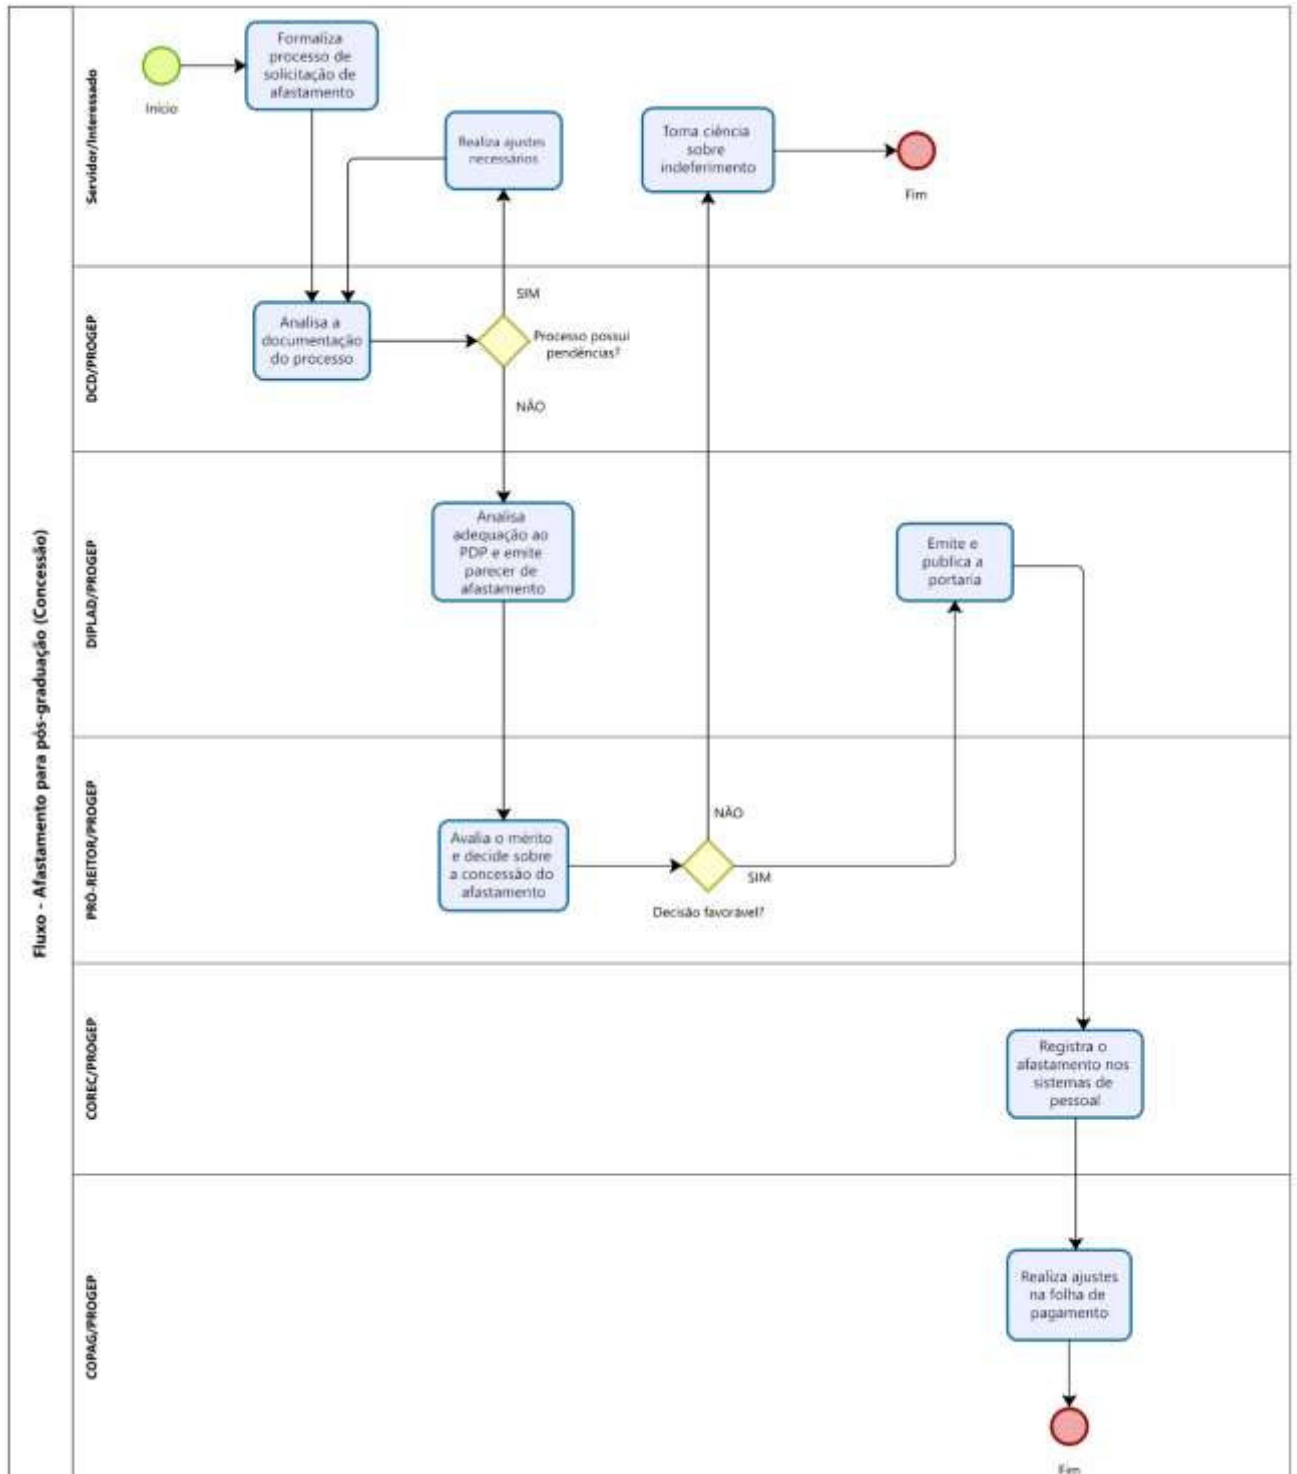 Fluxo - Afastamento para pós-graduação (Concessão)
Servidor/Interessado
Início
Formaliza
processo de
solicitação de
afastamento
Realiza ajustes
necessários
Toma ciência
sobre
indeferimento
Fim
DCD/PROGEP
Analisa a
documentação
do processo
SIM
Processo possui
pendências?
NÃO
DIPLAD/PROGEP
Analisa
adequação ao
PDP e emite
parecer de
afastamento
Emite e
publica a
portaria
PRÓ-REITOR/PROGEP
Avalia o mérito
e decide sobre
a concessão do
afastamento
NÃO
SIM
Decisão favorável?
COREC/PROGEP
Registra o
afastamento nos
sistemas de
pessoal
COPAG/PROGEP
Realiza ajustes
na folha de
pagamento
Fim